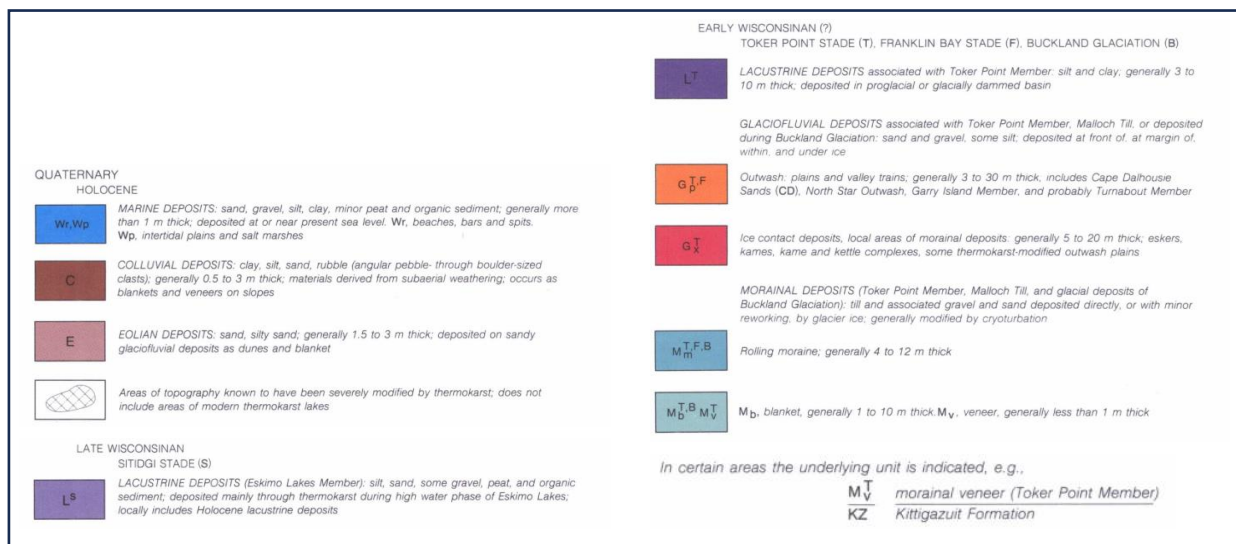 QUATERNARY
HOLOCENE
Wr,Wp
MARINE DEPOSITS: sand, gravel, silt, clay, minor peat and organic sediment; generally more
than 1 m thick; deposited at or near present sea level. Wr, beaches, bars and spits.
Wp, intertidal plains and salt marshes
C
COLLUVIAL DEPOSITS: clay, silt, sand, rubble (angular pebble- through boulder-sized
clasts); generally 0.5 to 3 m thick; materials derived from subaerial weathering; occurs as
blankets and veneers on slopes
E
EOLIAN DEPOSITS: sand, silty sand; generally 1.5 to 3 m thick; deposited on sandy
glaciofluvial deposits as dunes and blanket
Areas of topography known to have been severely modified by thermokarst; does not
include areas of modern thermokarst lakes
LATE WISCONSINAN
SITIDGI STADE (S)
L^S
LACUSTRINE DEPOSITS (Eskimo Lakes Member): silt, sand, some gravel, peat, and organic
sediment; deposited mainly through thermokarst during high water phase of Eskimo Lakes;
locally includes Holocene lacustrine deposits
EARLY WISCONSINAN (?)
TOKER POINT STADE (T), FRANKLIN BAY STADE (F), BUCKLAND GLACIATION (B)
L^T
LACUSTRINE DEPOSITS associated with Toker Point Member: silt and clay; generally 3 to
10 m thick; deposited in proglacial or glacially dammed basin
GLACIOFLUVIAL DEPOSITS associated with Toker Point Member, Malloch Till, or deposited
during Buckland Glaciation: sand and gravel, some silt; deposited at front of, at margin of,
within, and under ice
G_p^T,F
Outwash: plains and valley trains; generally 3 to 30 m thick, includes Cape Dalhousie
Sands (CD), North Star Outwash, Garry Island Member, and probably Turnabout Member
G_x^T
Ice contact deposits, local areas of morainal deposits: generally 5 to 20 m thick; eskers,
kames, kame and kettle complexes, some thermokarst-modified outwash plains
MORAINAL DEPOSITS (Toker Point Member, Malloch Till, and glacial deposits of
Buckland Glaciation): till and associated gravel and sand deposited directly, or with minor
reworking, by glacier ice; generally modified by cryoturbation
M_m^T,F,B
Rolling moraine; generally 4 to 12 m thick
M_b^T,B M_v^T
M_b, blanket, generally 1 to 10 m thick. M_v, veneer, generally less than 1 m thick
In certain areas the underlying unit is indicated, e.g.,
M_v^T morainal veneer (Toker Point Member)
KZ Kittigazuit Formation